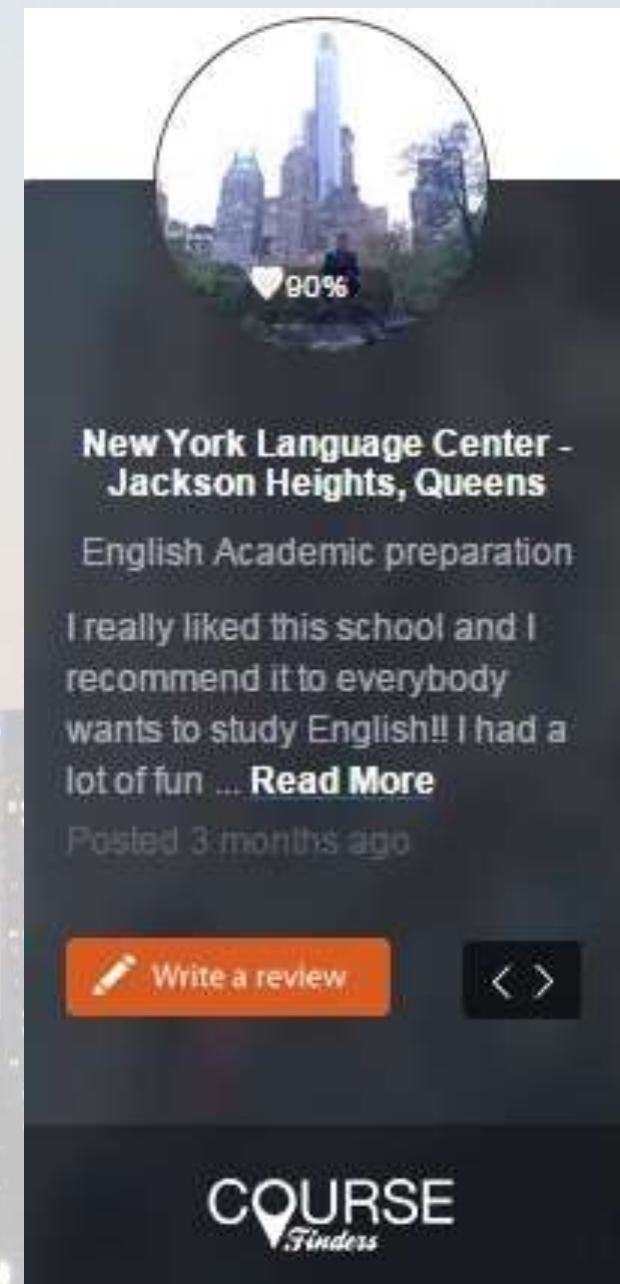 90%
New York Language Center -
Jackson Heights, Queens
English Academic preparation
I really liked this school and I
recommend it to everybody
wants to study English!! I had a
lot of fun ... Read More
Posted 3 months ago
Write a review
COURSE
Finders